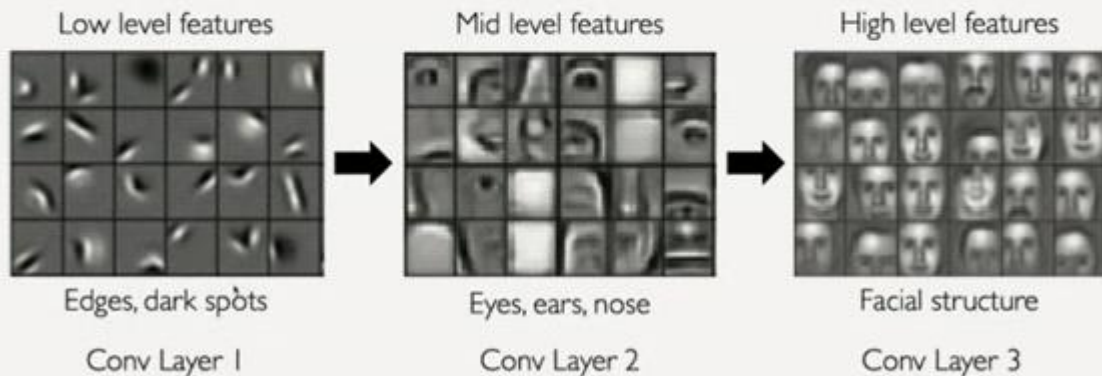 Low level features
Mid level features
High level features
Edges, dark spots
Eyes, ears, nose
Facial structure
Conv Layer 1
Conv Layer 2
Conv Layer 3